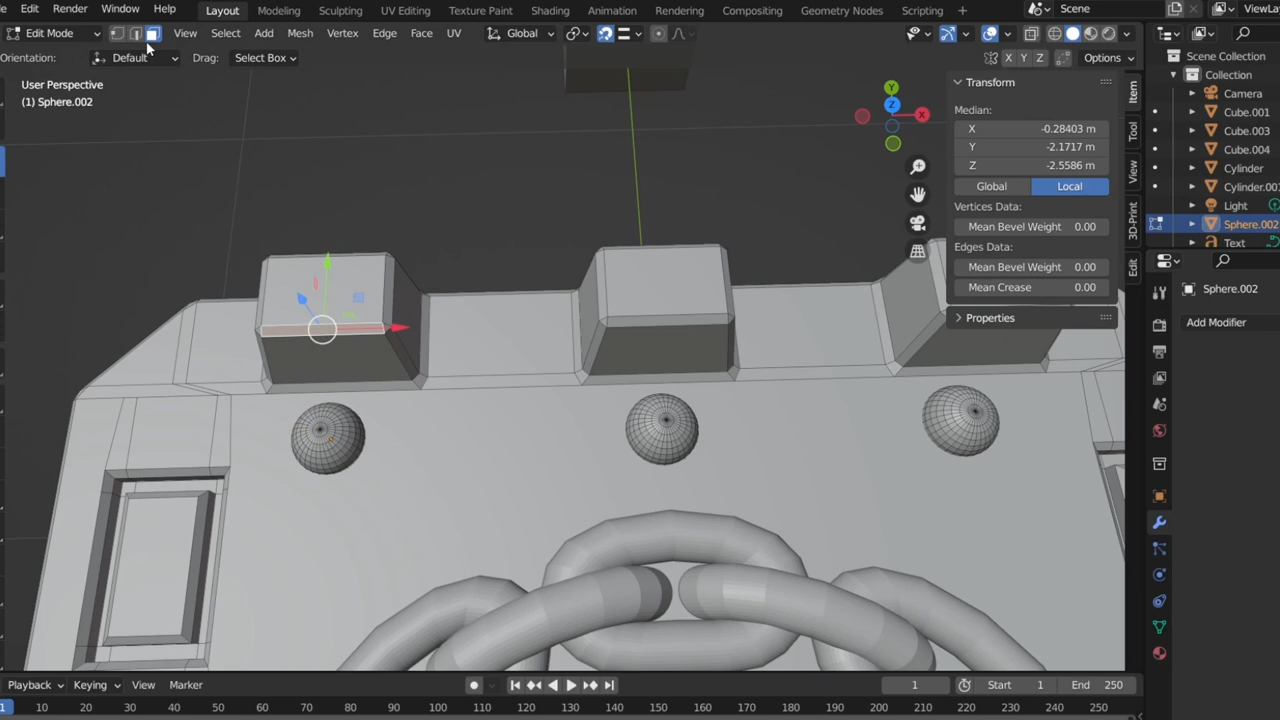 Edit Render Window Help Layout Modeling Sculpting UV Editing Texture Paint Shading Animation Rendering Compositing Geometry Nodes Scripting + Scene
Edit Mode View Select Add Mesh Vertex Edge Face UV Global
Orientation: Default Drag: Select Box X Y Z Options
User Perspective
(1) Sphere.002
Y
Z
X
Transform
Median:
X -0.28403 m
Y -2.1717 m
Z -2.5586 m
Global Local
Vertices Data:
Mean Bevel Weight 0.00
Edges Data:
Mean Bevel Weight 0.00
Mean Crease 0.00
Properties
Item
Tool
View
3D-Print
Edit
Scene Collection
Collection
Camera
Cube.001
Cube.003
Cube.004
Cylinder
Light
Sphere.002
Text
Sphere.002
Add Modifier
Playback Keying View Marker 1 Start 1 End 250
1 10 20 30 40 50 60 70 80 90 100 110 120 130 140 150 160 170 180 190 200 210 220 230 240 250